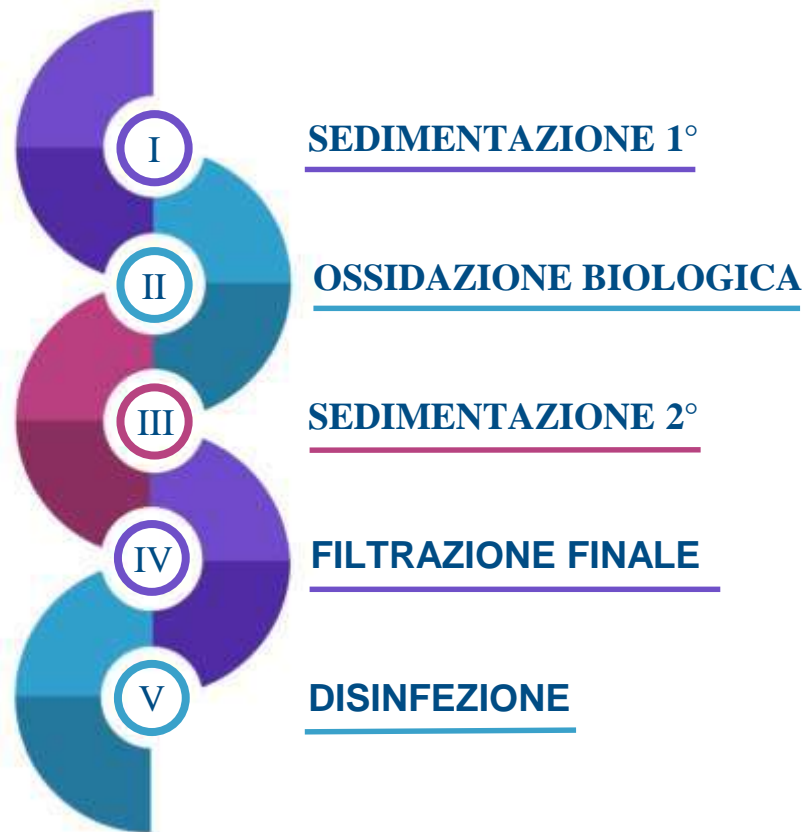 I
SEDIMENTAZIONE 1°
II
OSSIDAZIONE BIOLOGICA
III
SEDIMENTAZIONE 2°
IV
FILTRAZIONE FINALE
V
DISINFEZIONE